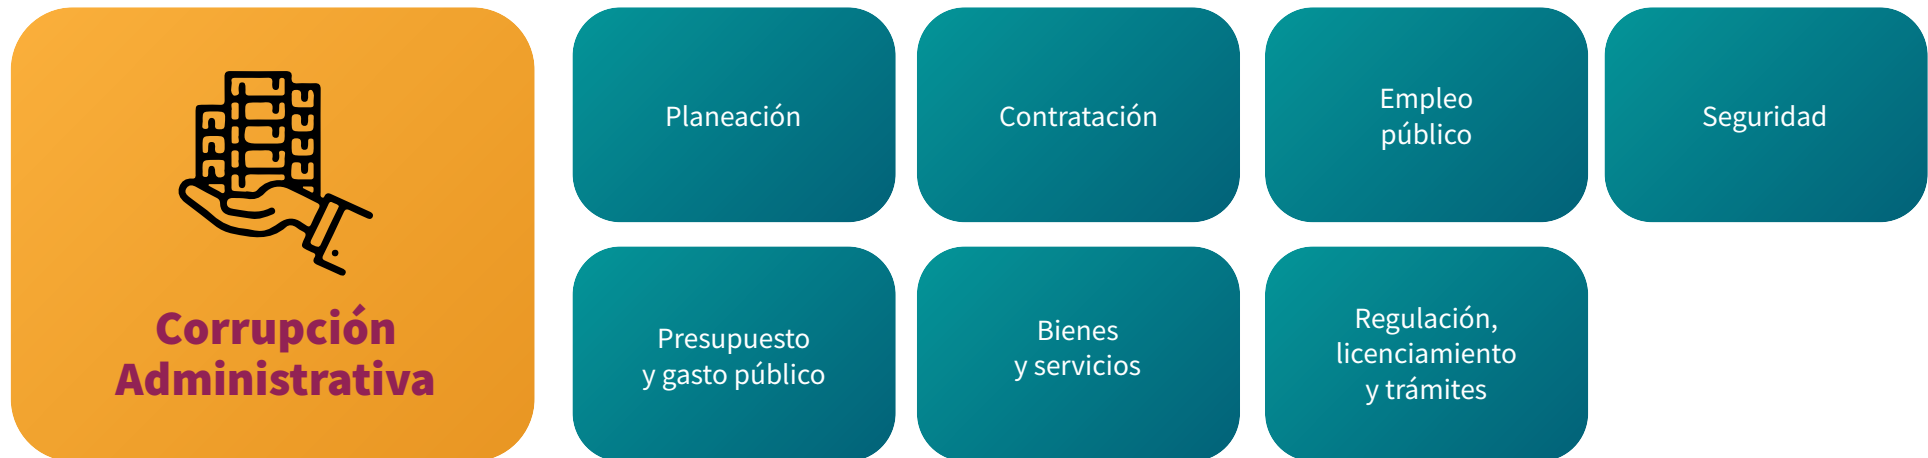 Corrupción
Administrativa
Planeación
Contratación
Empleo
público
Seguridad
Presupuesto
y gasto público
Bienes
y servicios
Regulación,
licenciamiento
y trámites